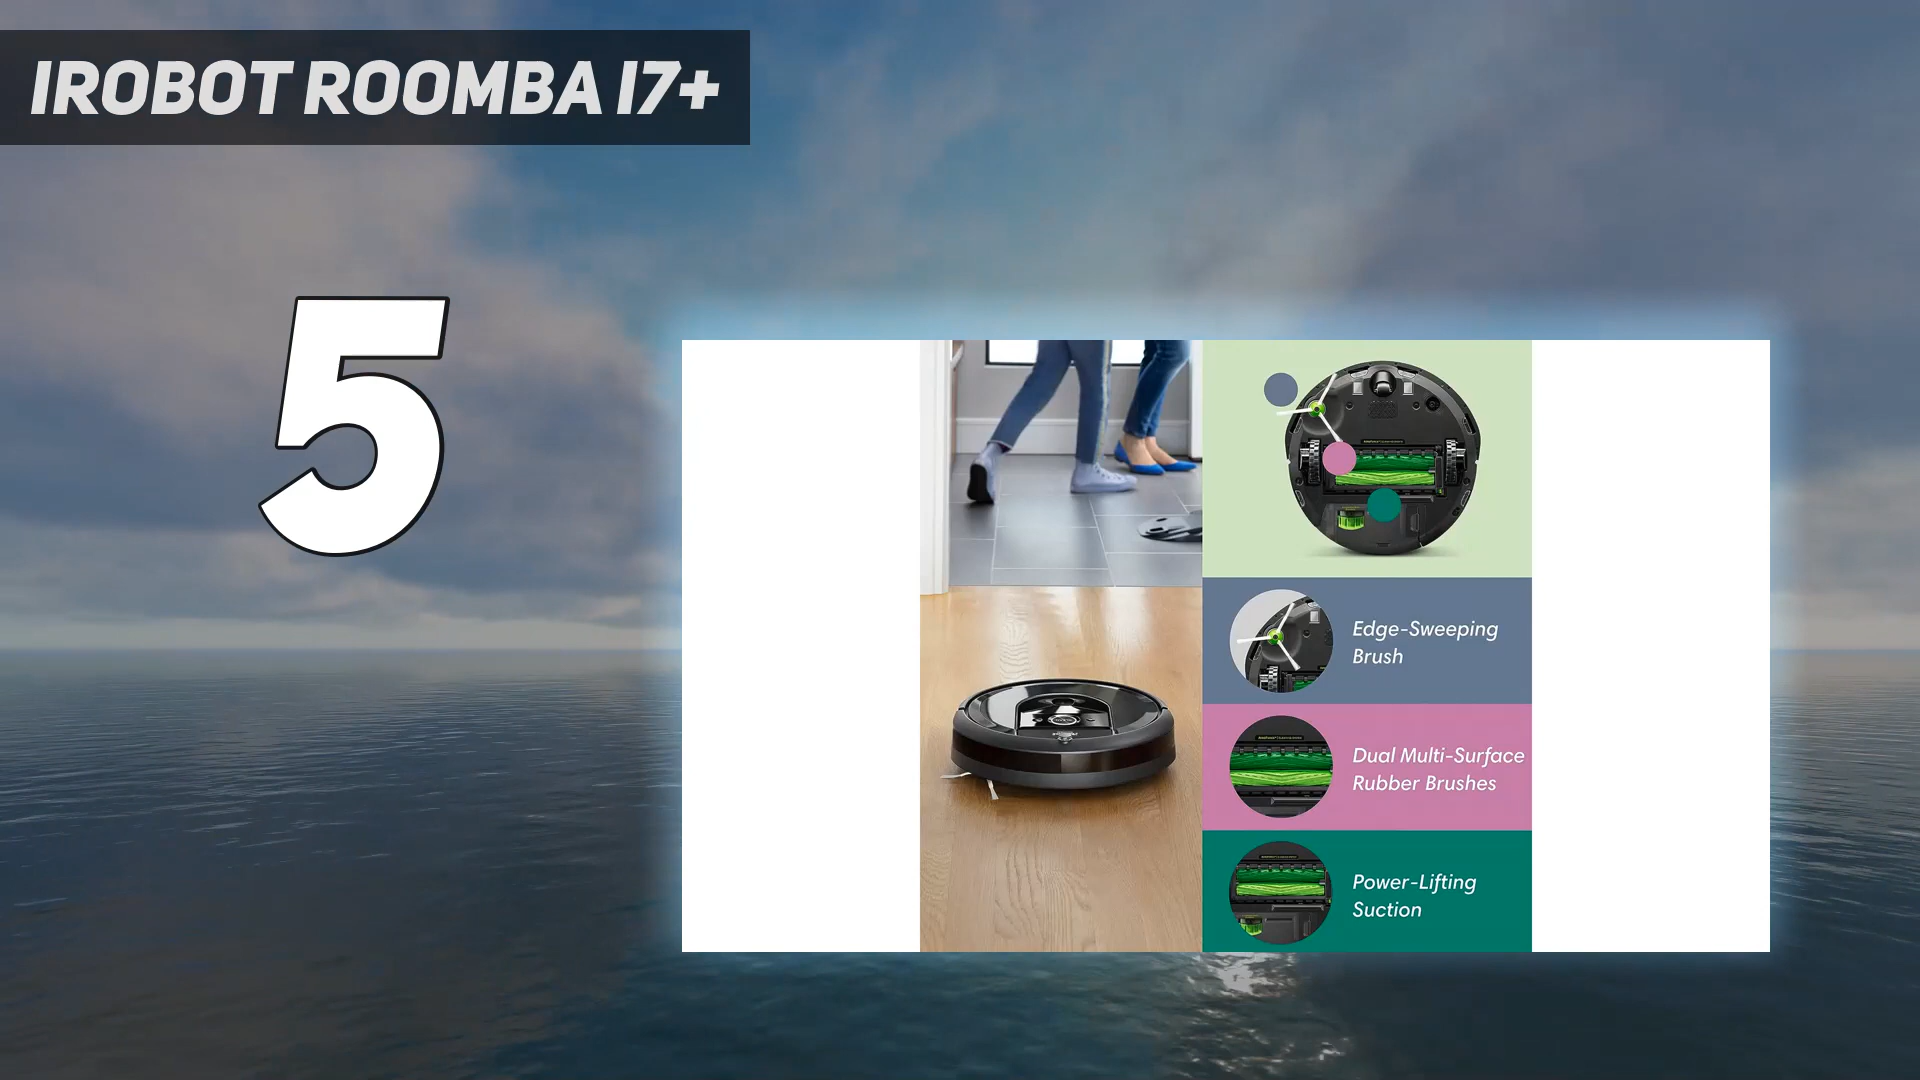 IROBOT ROOMBA I7+
5
Edge-Sweeping
Brush
Dual Multi-Surface
Rubber Brushes
Power-Lifting
Suction